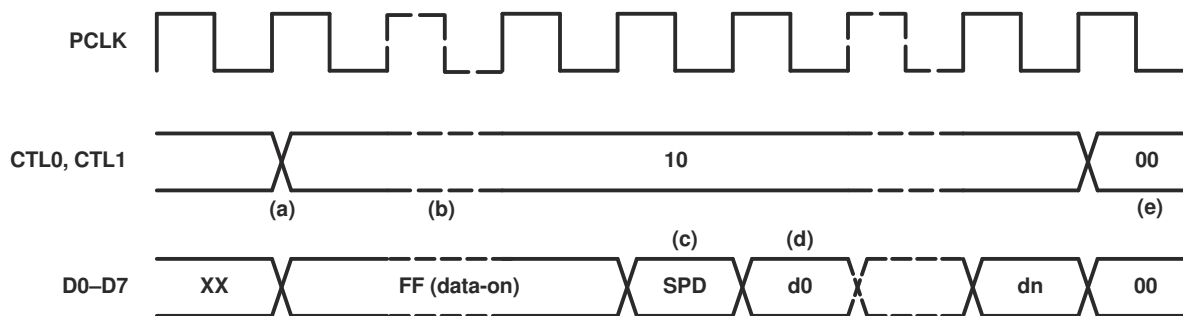 PCLK
CTL0, CTL1 10 00
(a) (b) (e)
(c) (d)
D0–D7 XX FF (data-on) SPD d0 dn 00